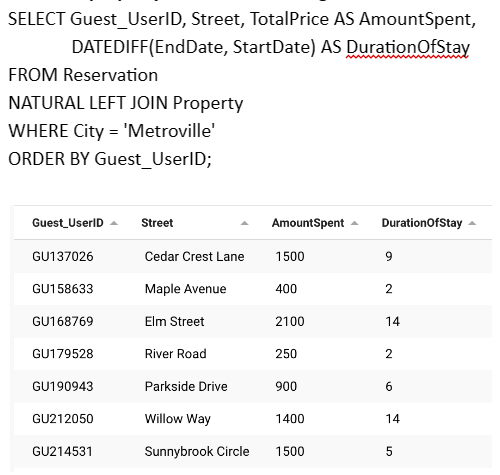 SELECT Guest_UserID, Street, TotalPrice AS AmountSpent,
DATEDIFF(EndDate, StartDate) AS DurationOfStay
FROM Reservation
NATURAL LEFT JOIN Property
WHERE City = 'Metroville'
ORDER BY Guest_UserID;
Guest_UserID Street AmountSpent DurationOfStay
GU137026 Cedar Crest Lane 1500 9
GU158633 Maple Avenue 400 2
GU168769 Elm Street 2100 14
GU179528 River Road 250 2
GU190943 Parkside Drive 900 6
GU212050 Willow Way 1400 14
GU214531 Sunnybrook Circle 1500 5